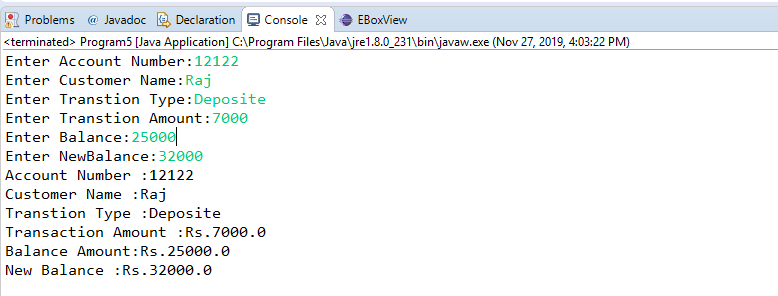 Problems @ Javadoc Declaration Console EBoxView
<terminated> Program5 [Java Application] C:\Program Files\Java\jre1.8.0_231\bin\javaw.exe (Nov 27, 2019, 4:03:22 PM)
Enter Account Number:12122
Enter Customer Name:Raj
Enter Transtion Type:Deposite
Enter Transtion Amount:7000
Enter Balance:25000
Enter NewBalance:32000
Account Number :12122
Customer Name :Raj
Transtion Type :Deposite
Transaction Amount :Rs.7000.0
Balance Amount:Rs.25000.0
New Balance :Rs.32000.0